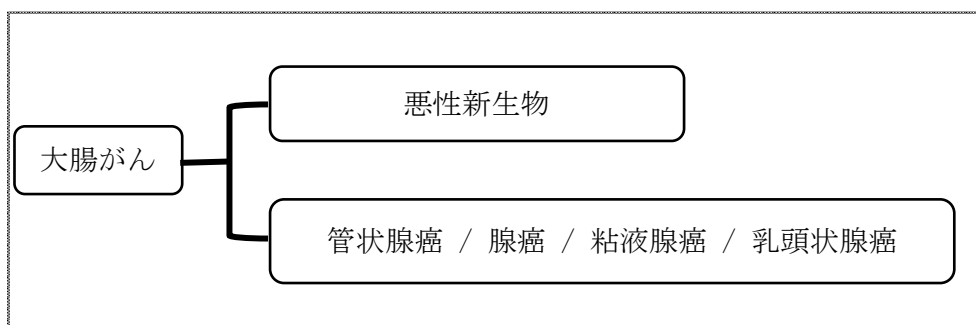 悪性新生物
大腸がん
管状腺癌 / 腺癌 / 粘液腺癌 / 乳頭状腺癌